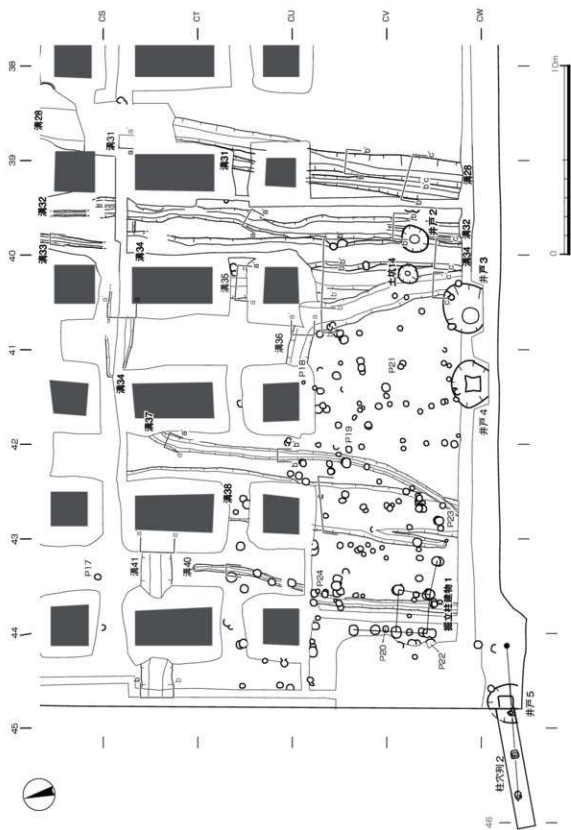 CS
CT
CU
CV
CW
38
39
40
41
42
43
44
45
46
溝28
溝31
a
a'
溝31
b
b'
c
c'
溝28
溝32
溝33
溝34
井戸2
溝32
溝34
土坑14
井戸3
溝35
溝36
溝34
P18
P21
井戸4
溝37
P19
溝38
P23
P17
溝41
溝40
P24
掘立柱建物1
P20
P22
井戸5
柱穴列2
0
10m